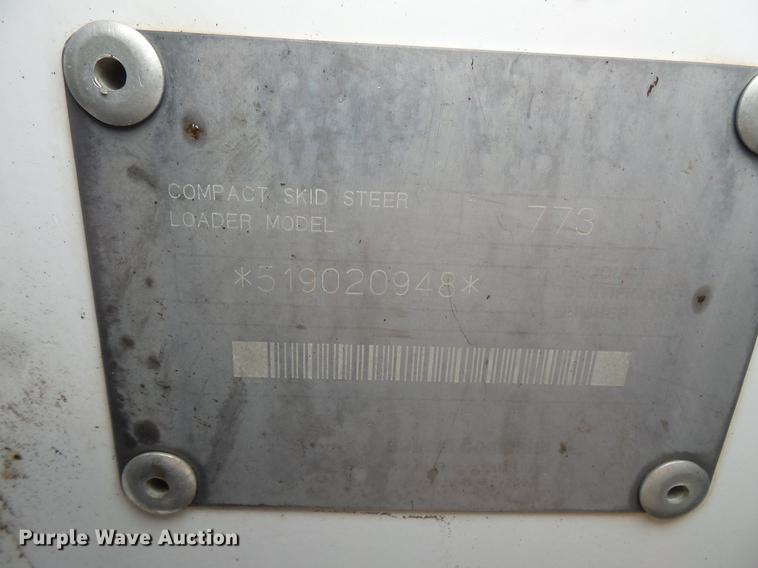 COMPACT SKID STEER
LOADER MODEL 773
*519020948*
Purple Wave Auction